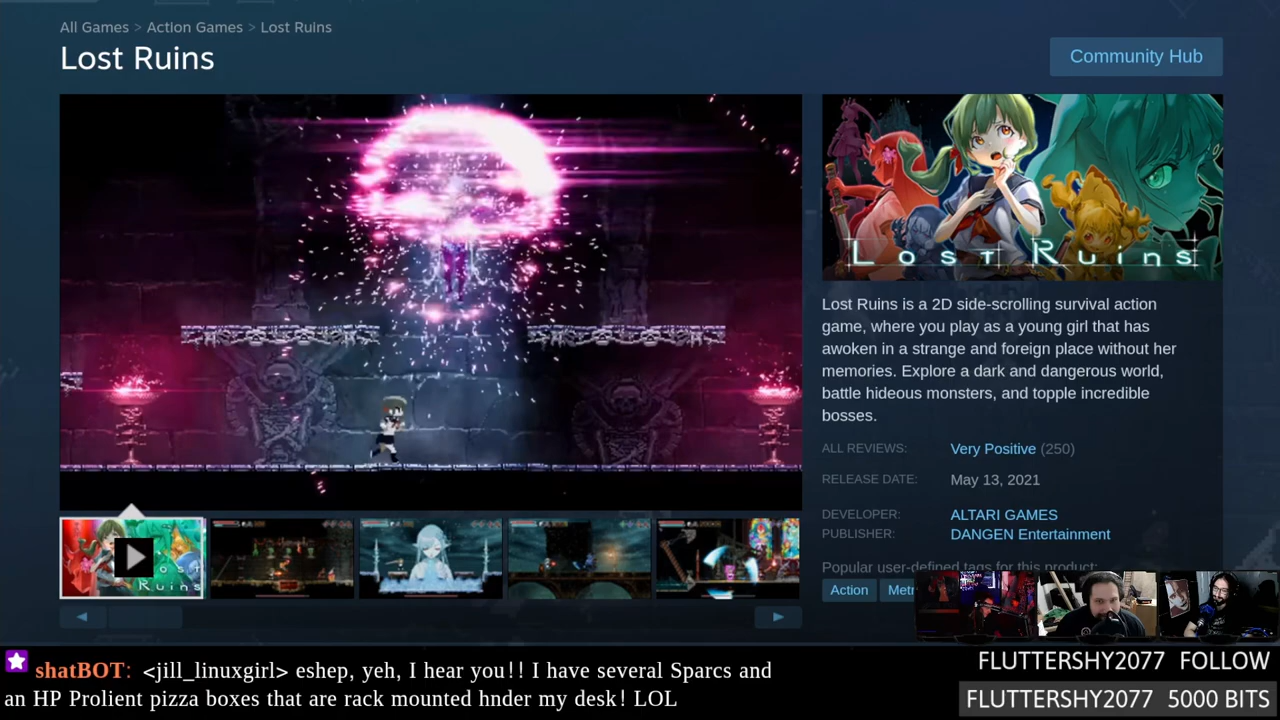 All Games > Action Games > Lost Ruins
Lost Ruins
Community Hub
Lost Ruins
Lost Ruins is a 2D side-scrolling survival action
game, where you play as a young girl that has
awoken in a strange and foreign place without her
memories. Explore a dark and dangerous world,
battle hideous monsters, and topple incredible
bosses.
ALL REVIEWS: Very Positive (250)
RELEASE DATE: May 13, 2021
DEVELOPER: ALTARI GAMES
PUBLISHER: DANGEN Entertainment
Popular user-defined tags for this product:
Action
Lost
Ruins
shatBOT: <jill_linuxgirl> eshep, yeh, I hear you!! I have several Sparcs and
an HP Prolient pizza boxes that are rack mounted hnder my desk! LOL
FLUTTERSHY2077 FOLLOW
FLUTTERSHY2077 5000 BITS